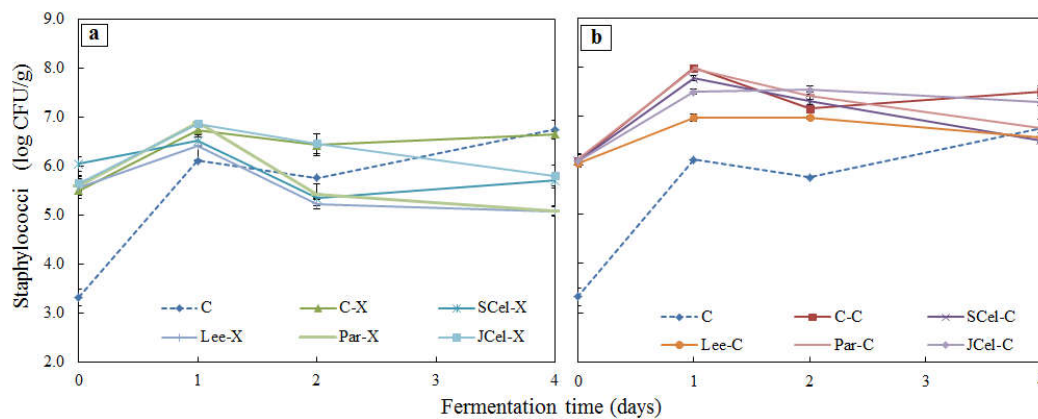 a
b
Staphylococci (log CFU/g)
9.0
8.0
7.0
6.0
5.0
4.0
3.0
2.0
C C-X SCel-X
Lee-X Par-X JCel-X
C C-C SCel-C
Lee-C Par-C JCel-C
0 1 2 3 4
0 1 2 3
Fermentation time (days)